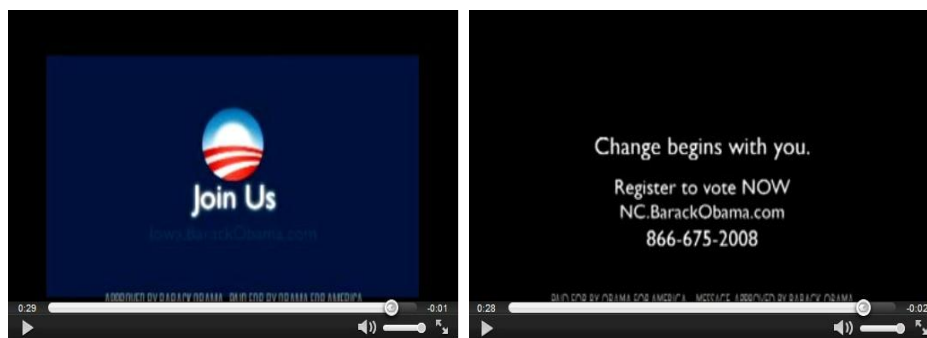 Join Us
Iowa.BarackObama.com
APPROVED BY BARACK OBAMA. PAID FOR BY OBAMA FOR AMERICA
0:29
-0:01
Change begins with you.
Register to vote NOW
NC.BarackObama.com
866-675-2008
PAID FOR BY OBAMA FOR AMERICA MESSAGE APPROVED BY BARACK OBAMA
0:28
-0:02